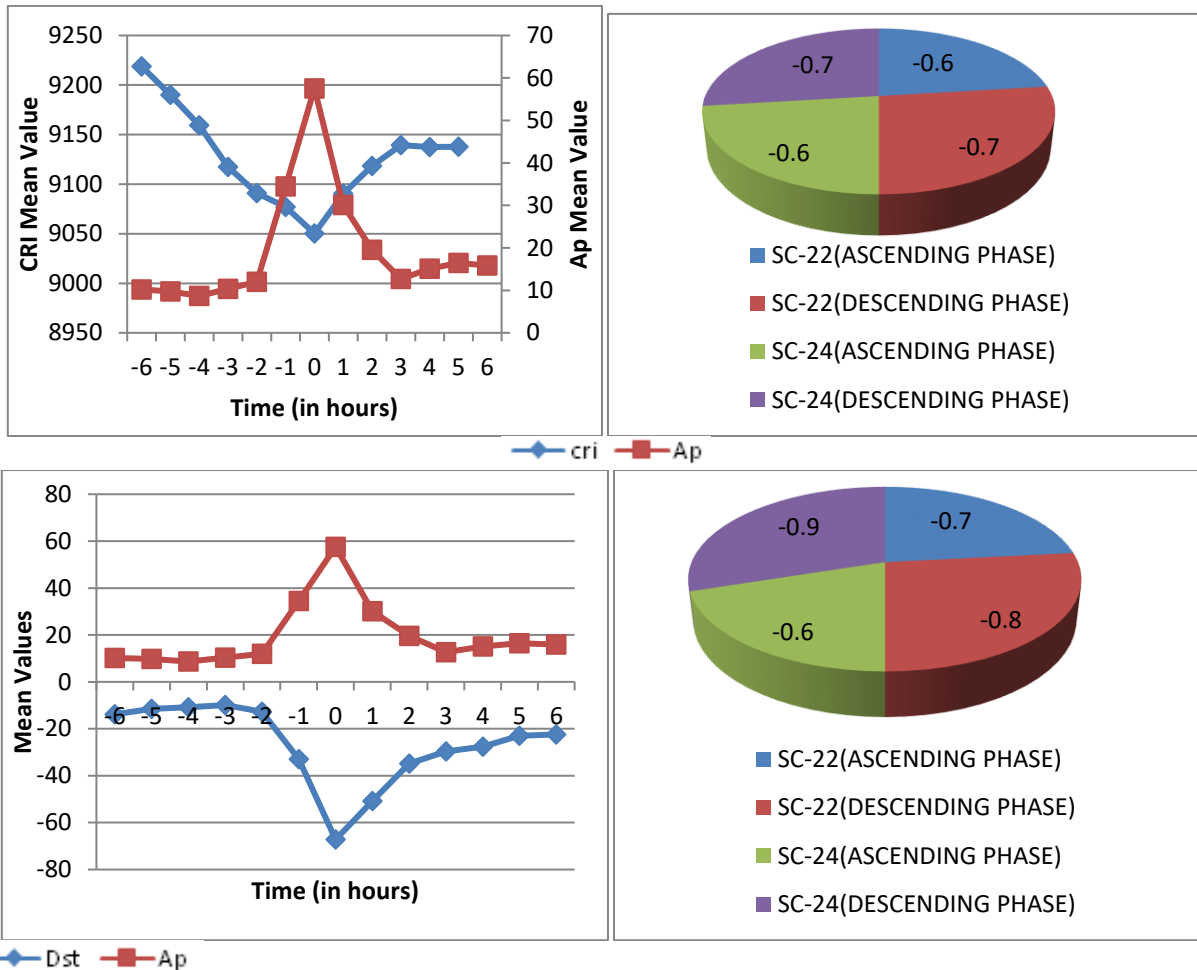 9250
9200
9150
9100
9050
9000
8950
CRI Mean Value
70
60
50
40
30
20
10
0
Ap Mean Value
-6 -5 -4 -3 -2 -1 0 1 2 3 4 5 6
Time (in hours)
-0.7
-0.6
-0.6
-0.7
SC-22(ASCENDING PHASE)
SC-22(DESCENDING PHASE)
SC-24(ASCENDING PHASE)
SC-24(DESCENDING PHASE)
cri Ap
80
60
40
20
0
-20
-40
-60
-80
Mean Values
-6 -5 -4 -3 -2 -1 0 1 2 3 4 5 6
Time (in hours)
Dst Ap
-0.9
-0.7
-0.6
-0.8
SC-22(ASCENDING PHASE)
SC-22(DESCENDING PHASE)
SC-24(ASCENDING PHASE)
SC-24(DESCENDING PHASE)